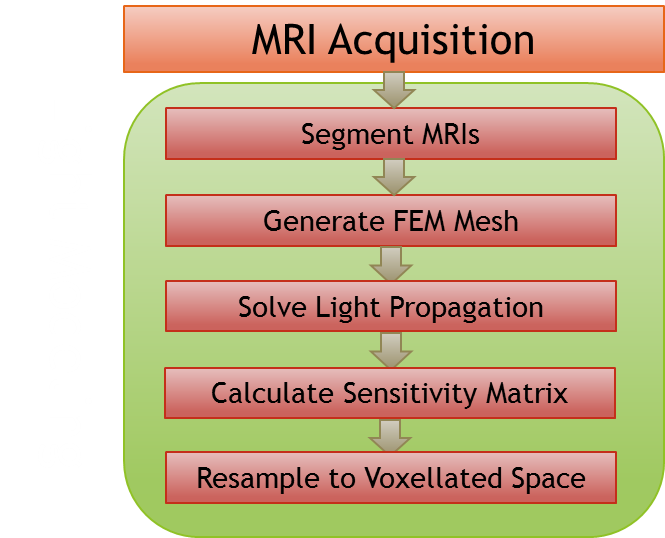 MRI Acquisition
Segment MRIs
Generate FEM Mesh
Solve Light Propagation
Calculate Sensitivity Matrix
Resample to Voxellated Space